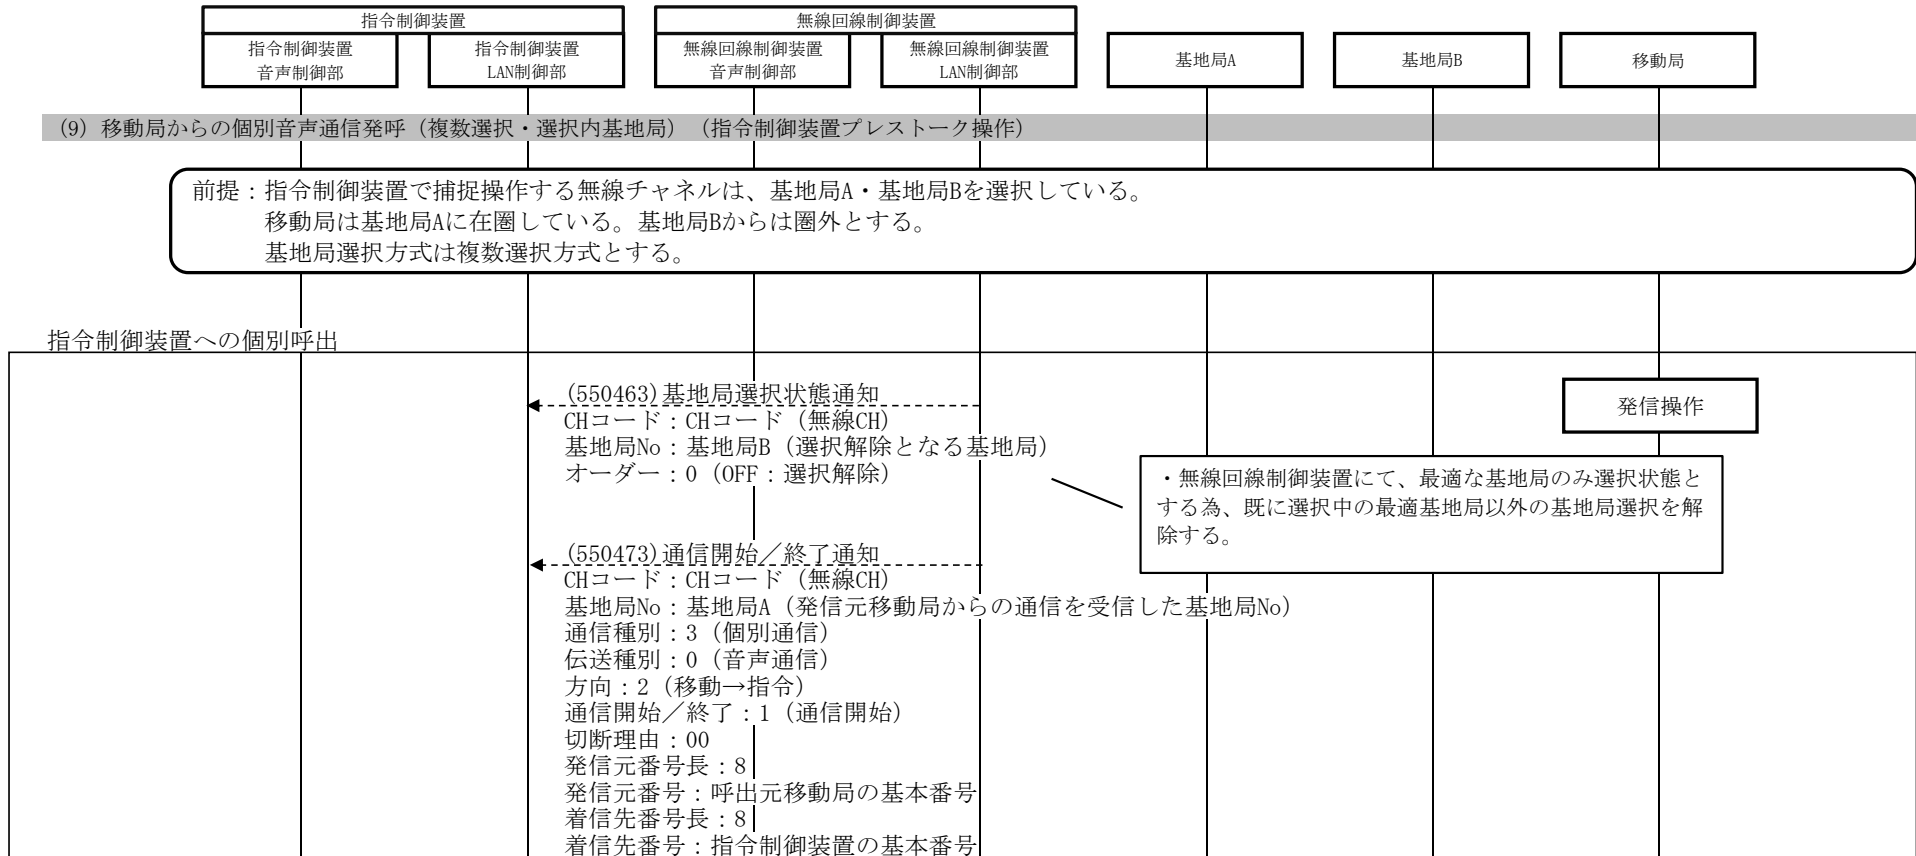 指令制御装置
無線回線制御装置
指令制御装置
音声制御部
指令制御装置
LAN制御部
無線回線制御装置
音声制御部
無線回線制御装置
LAN制御部
基地局A
基地局B
移動局
(9) 移動局からの個別音声通信発呼（複数選択・選択内基地局）（指令制御装置プレストーク操作）
前提：指令制御装置で捕捉操作する無線チャネルは、基地局A・基地局Bを選択している。
移動局は基地局Aに在圏している。基地局Bからは圏外とする。
基地局選択方式は複数選択方式とする。
指令制御装置への個別呼出
(550463)基地局選択状態通知
CHコード：CHコード（無線CH）
基地局No：基地局B（選択解除となる基地局）
オーダー：0（OFF：選択解除）
発信操作
・無線回線制御装置にて、最適な基地局のみ選択状態と
する為、既に選択中の最適基地局以外の基地局選択を解
除する。
(550473)通信開始／終了通知
CHコード：CHコード（無線CH）
基地局No：基地局A（発信元移動局からの通信を受信した基地局No）
通信種別：3（個別通信）
伝送種別：0（音声通信）
方向：2（移動→指令）
通信開始／終了：1（通信開始）
切断理由：00
発信元番号長：8
発信元番号：呼出元移動局の基本番号
着信先番号長：8
着信先番号：指令制御装置の基本番号